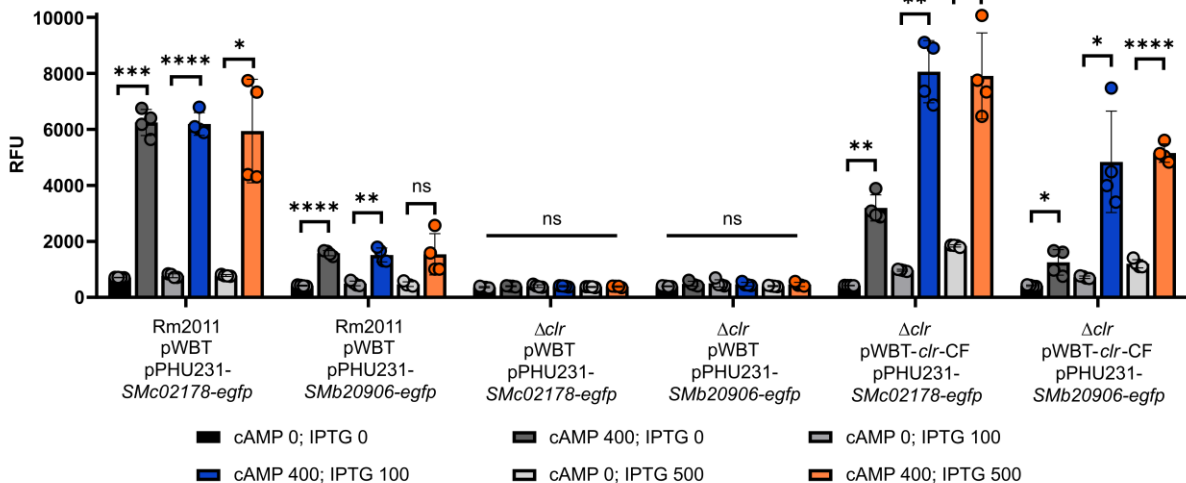 **
10000
*
****
****
*
***
8000
6000
RFU
**
4000
ns
****
**
*
ns
ns
2000
0
Rm2011
pWBT
pPHU231-
SMc02178-egfp
Rm2011
pWBT
pPHU231-
SMb20906-egfp
Δclr
pWBT
pPHU231-
SMc02178-egfp
Δclr
pWBT
pPHU231-
SMb20906-egfp
Δclr
pWBT-clr-CF
pPHU231-
SMc02178-egfp
Δclr
pWBT-clr-CF
pPHU231-
SMb20906-egfp
cAMP 0; IPTG 0
cAMP 400; IPTG 0
cAMP 0; IPTG 100
cAMP 400; IPTG 100
cAMP 0; IPTG 500
cAMP 400; IPTG 500